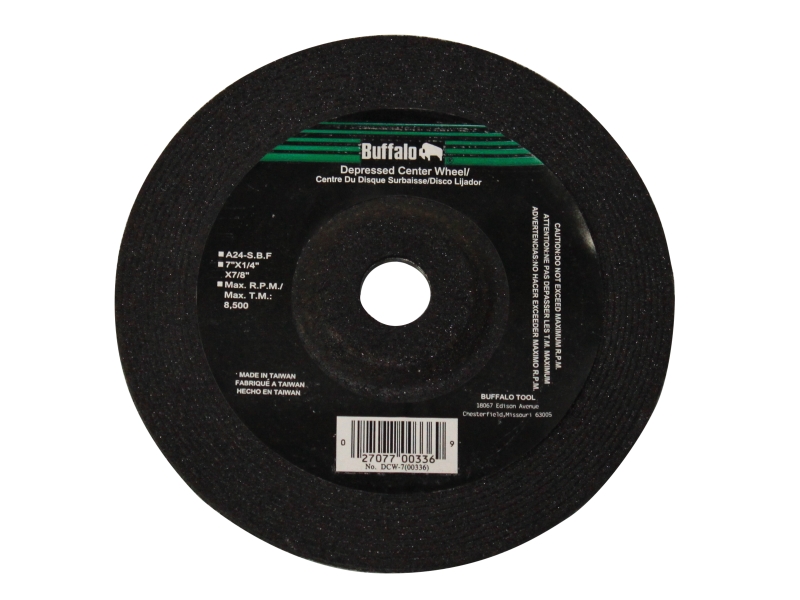 Buffalo
Depressed Center Wheel/
Centre Du Disque Surbaisse/Disco Lijador
A24-S.B.F
7"X1/4"
X7/8"
Max. R.P.M./
Max. T.M.:
8,500
CAUTION:DO NOT EXCEED MAXIMUM R.P.M.
ATTENTION:NE PAS DEPASSER LES T.M. MAXIMUM
ADVERTENCIAS:NO HACER EXCEEDER MAXIMO R.P.M.
MADE IN TAIWAN
FABRIQUÉ A TAIWAN
HECHO EN TAIWAN
BUFFALO TOOL
18067 Edison Avenue
Chesterfield,Missouri 63005
0 27077 00336 9
No. DCW-7(00336)